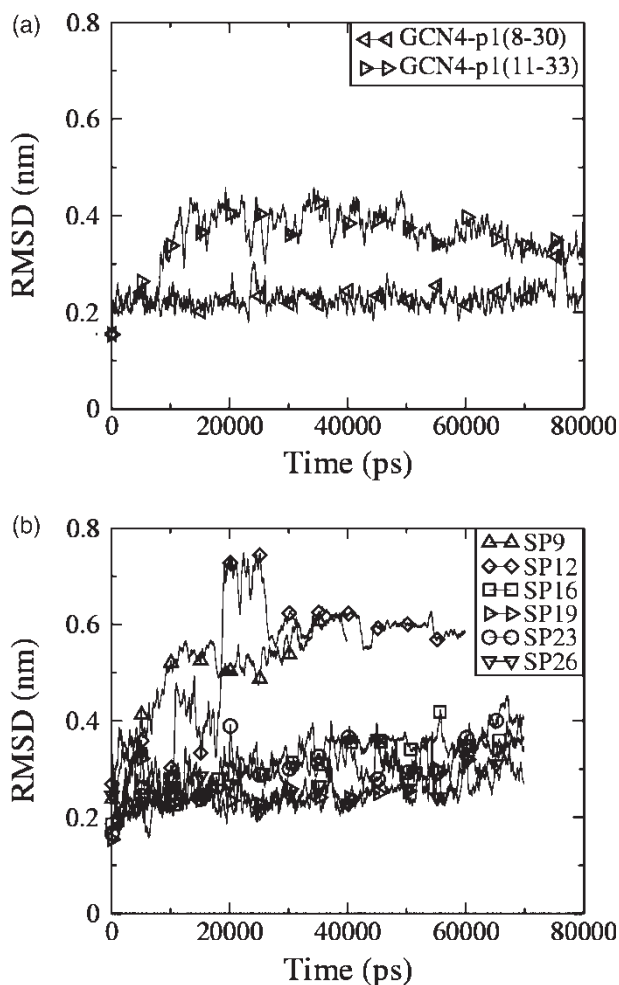 (a)
GCN4-p1(8-30)
GCN4-p1(11-33)
0.8
0.6
0.4
0.2
0
RMSD (nm)
0 20000 40000 60000 80000
Time (ps)
(b)
SP9
SP12
SP16
SP19
SP23
SP26
0.8
0.6
0.4
0.2
0
RMSD (nm)
0 20000 40000 60000 80000
Time (ps)